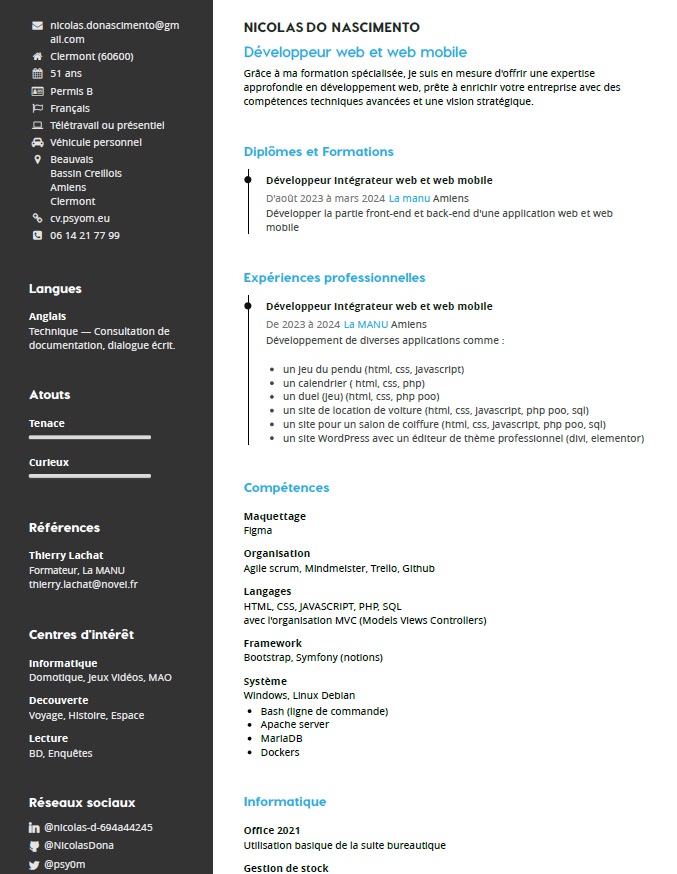 nicolas.donascimento@gm
ail.com
Clermont (60600)
51 ans
Permis B
Français
Télétravail ou présentiel
Véhicule personnel
Beauvais
Bassin Creillois
Amiens
Clermont
cv.psyom.eu
06 14 21 77 99
Langues
Anglais
Technique — Consultation de
documentation, dialogue écrit.
Atouts
Tenace
Curieux
Références
Thierry Lachat
Formateur, La MANU
thierry.lachat@novei.fr
Centres d'intérêt
Informatique
Domotique, Jeux Vidéos, MAO
Decouverte
Voyage, Histoire, Espace
Lecture
BD, Enquêtes
Réseaux sociaux
@nicolas-d-694a44245
@NicolasDona
@psy0m
NICOLAS DO NASCIMENTO
Développeur web et web mobile
Grâce à ma formation spécialisée, je suis en mesure d'offrir une expertise
approfondie en développement web, prête à enrichir votre entreprise avec des
compétences techniques avancées et une vision stratégique.
Diplômes et Formations
Développeur Intégrateur web et web mobile
D'août 2023 à mars 2024 La manu Amiens
Développer la partie front-end et back-end d'une application web et web
mobile
Expériences professionnelles
Développeur Intégrateur web et web mobile
De 2023 à 2024 La MANU Amiens
Développement de diverses applications comme :
• un jeu du pendu (html, css, Javascript)
• un calendrier ( html, css, php)
• un duel (jeu) (html, css, php poo)
• un site de location de voiture (html, css, Javascript, php poo, sql)
• un site pour un salon de coiffure (html, css, Javascript, php poo, sql)
• un site WordPress avec un éditeur de thème professionnel (divi, elementor)
Compétences
Maquettage
Figma
Organisation
Agile scrum, Mindmeister, Trello, Github
Langages
HTML, CSS, JAVASCRIPT, PHP, SQL
avec l'organisation MVC (Models Views Controllers)
Framework
Bootstrap, Symfony (notions)
Système
Windows, Linux Debian
• Bash (ligne de commande)
• Apache server
• MariaDB
• Dockers
Informatique
Office 2021
Utilisation basique de la suite bureautique
Gestion de stock